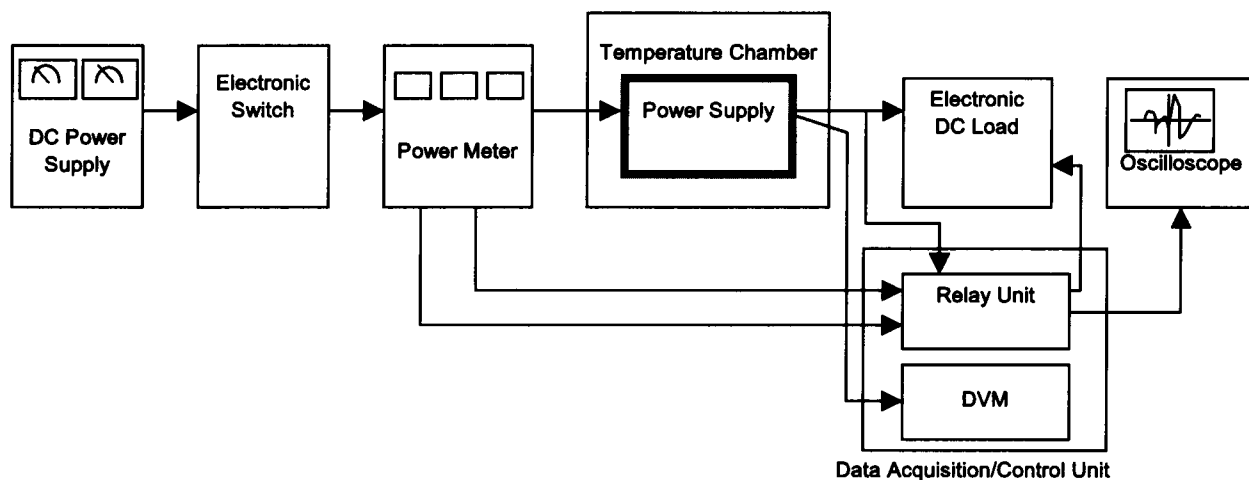 DC Power
Supply
Electronic
Switch
Power Meter
Temperature Chamber
Power Supply
Electronic
DC Load
Oscilloscope
Relay Unit
DVM
Data Acquisition/Control Unit